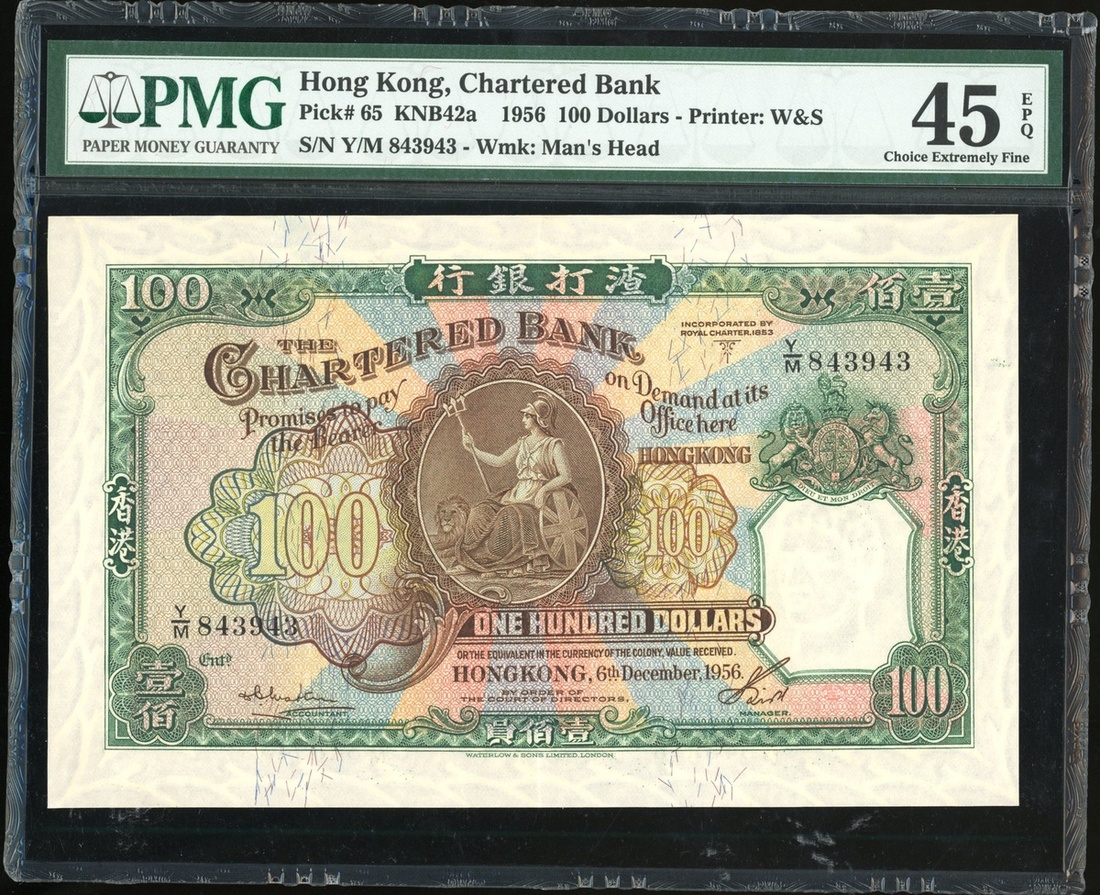 PMG
PAPER MONEY GUARANTY
Hong Kong, Chartered Bank
Pick# 65 KNB42a 1956 100 Dollars - Printer: W&S
S/N Y/M 843943 - Wmk: Man's Head
45
EPQ
Choice Extremely Fine
行銀打渣
100
佰壹
THE
CHARTERED BANK
INCORPORATED BY
ROYAL CHARTER.1853
Y/M 843943
Promises to pay
the Bearer
on Demand at its
Office here
HONGKONG
DIEU ET MON DROIT
香港
香港
100
100
Y/M 843943
ONE HUNDRED DOLLARS
OR THE EQUIVALENT IN THE CURRENCY OF THE COLONY, VALUE RECEIVED.
HONGKONG, 6th December, 1956.
BY ORDER OF
THE COURT OF DIRECTORS.
Entd
ACCOUNTANT
MANAGER.
壹佰
100
員佰壹
WATERLOW & SONS LIMITED. LONDON